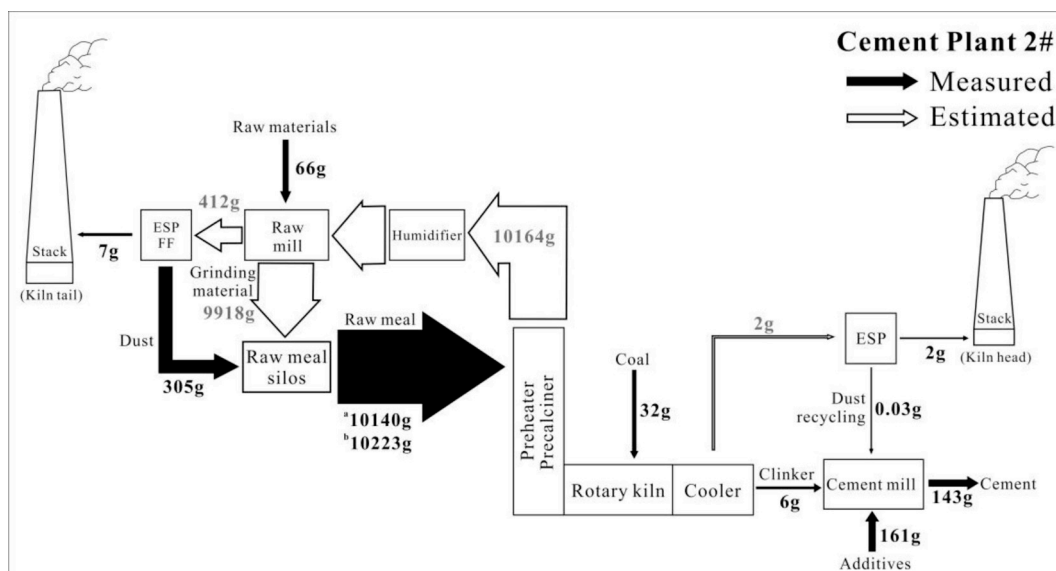 Cement Plant 2#
Measured
Estimated
Raw materials
66g
412g
ESP
FF
Raw
mill
Humidifier
10164g
Stack
7g
(Kiln tail)
Grinding
material
9918g
Raw meal
Dust
Raw meal
silos
305g
ᵃ10140g
ᵇ10223g
Preheater
Precalciner
Coal
32g
2g
ESP
Stack
2g
(Kiln head)
Dust
recycling
0.03g
Rotary kiln
Cooler
Clinker
6g
Cement mill
Cement
143g
161g
Additives